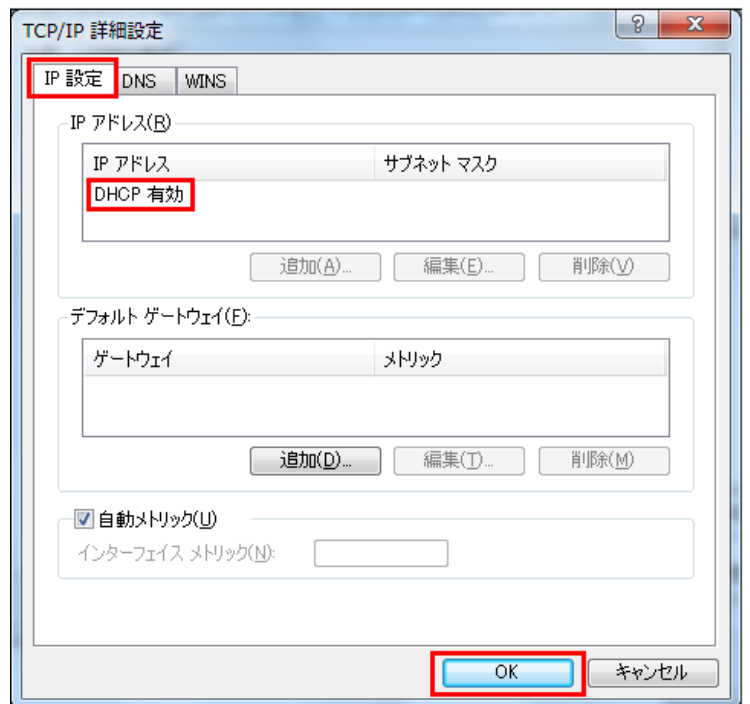 TCP/IP 詳細設定
IP 設定 DNS WINS
IP アドレス(R)
IP アドレス サブネット マスク
DHCP 有効
追加(A)... 編集(E)... 削除(V)
デフォルト ゲートウェイ(F):
ゲートウェイ メトリック
追加(D)... 編集(T)... 削除(M)
自動メトリック(U)
インターフェイス メトリック(N):
OK キャンセル